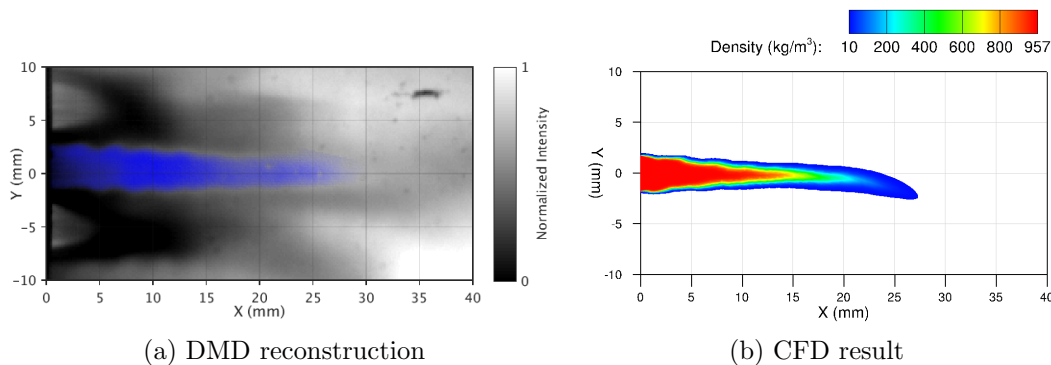 Density (kg/m³): 10 200 400 600 800 957
10
5
0
−5
−10
Y (mm)
0 5 10 15 20 25 30 35 40
X (mm)
1
0
Normalized Intensity
(a) DMD reconstruction
10
5
0
-5
-10
Y (mm)
0 5 10 15 20 25 30 35 40
X (mm)
(b) CFD result